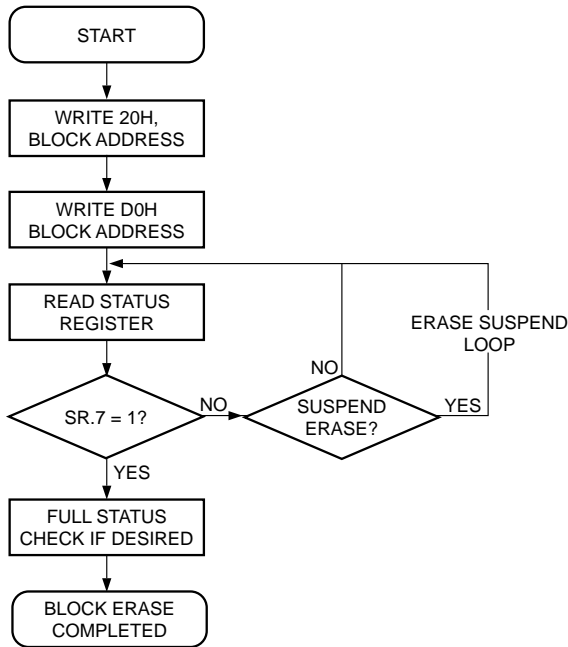 START
WRITE 20H,
BLOCK ADDRESS
WRITE D0H
BLOCK ADDRESS
READ STATUS
REGISTER
ERASE SUSPEND
LOOP
SR.7 = 1?
NO
SUSPEND
ERASE?
NO
YES
YES
FULL STATUS
CHECK IF DESIRED
BLOCK ERASE
COMPLETED